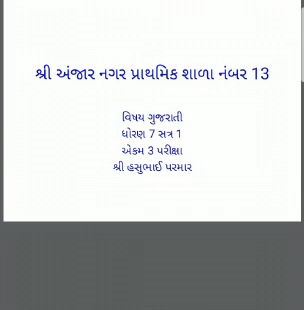 શ્રી અંજાર નગર પ્રાથમિક શાળા નંબર 13
વિષય ગુજરાતી
ધોરણ 7 સત્ર 1
એકમ 3 પરીક્ષા
શ્રી હસુભાઈ પરમાર